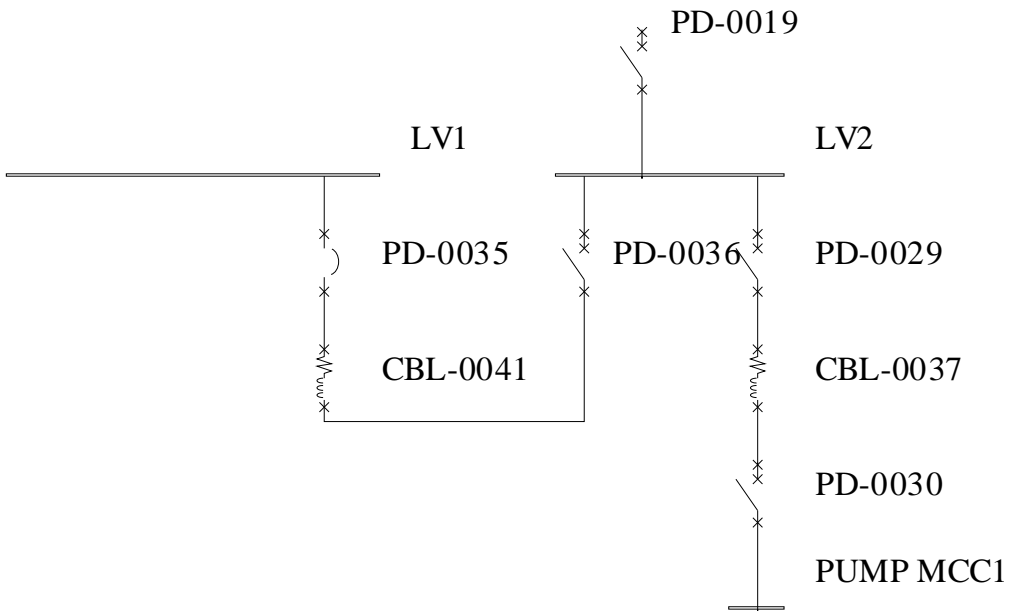 PD-0019
LV1
LV2
PD-0035
PD-0036
PD-0029
CBL-0041
CBL-0037
PD-0030
PUMP MCC1